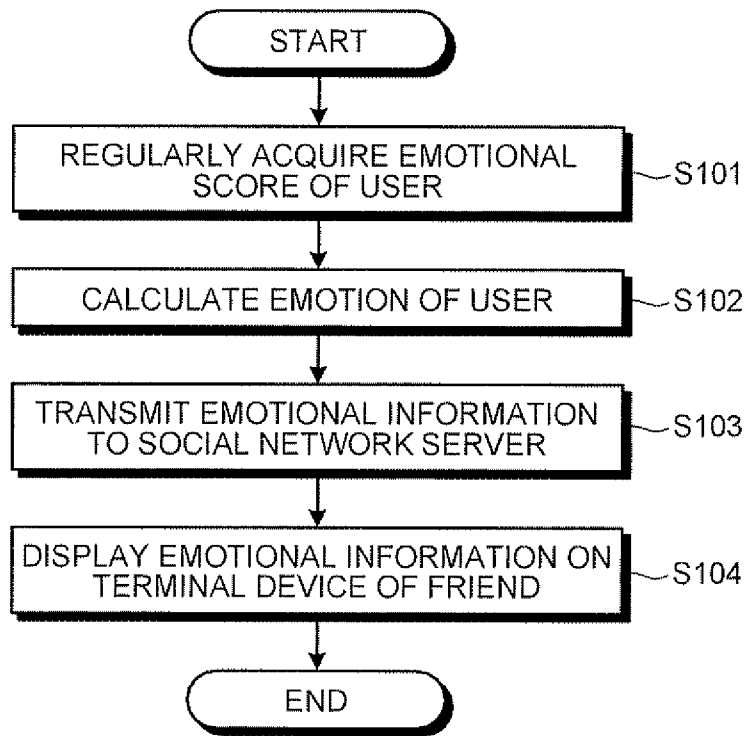 START
REGULARLY ACQUIRE EMOTIONAL
SCORE OF USER
S101
CALCULATE EMOTION OF USER
S102
TRANSMIT EMOTIONAL INFORMATION
TO SOCIAL NETWORK SERVER
S103
DISPLAY EMOTIONAL INFORMATION ON
TERMINAL DEVICE OF FRIEND
S104
END